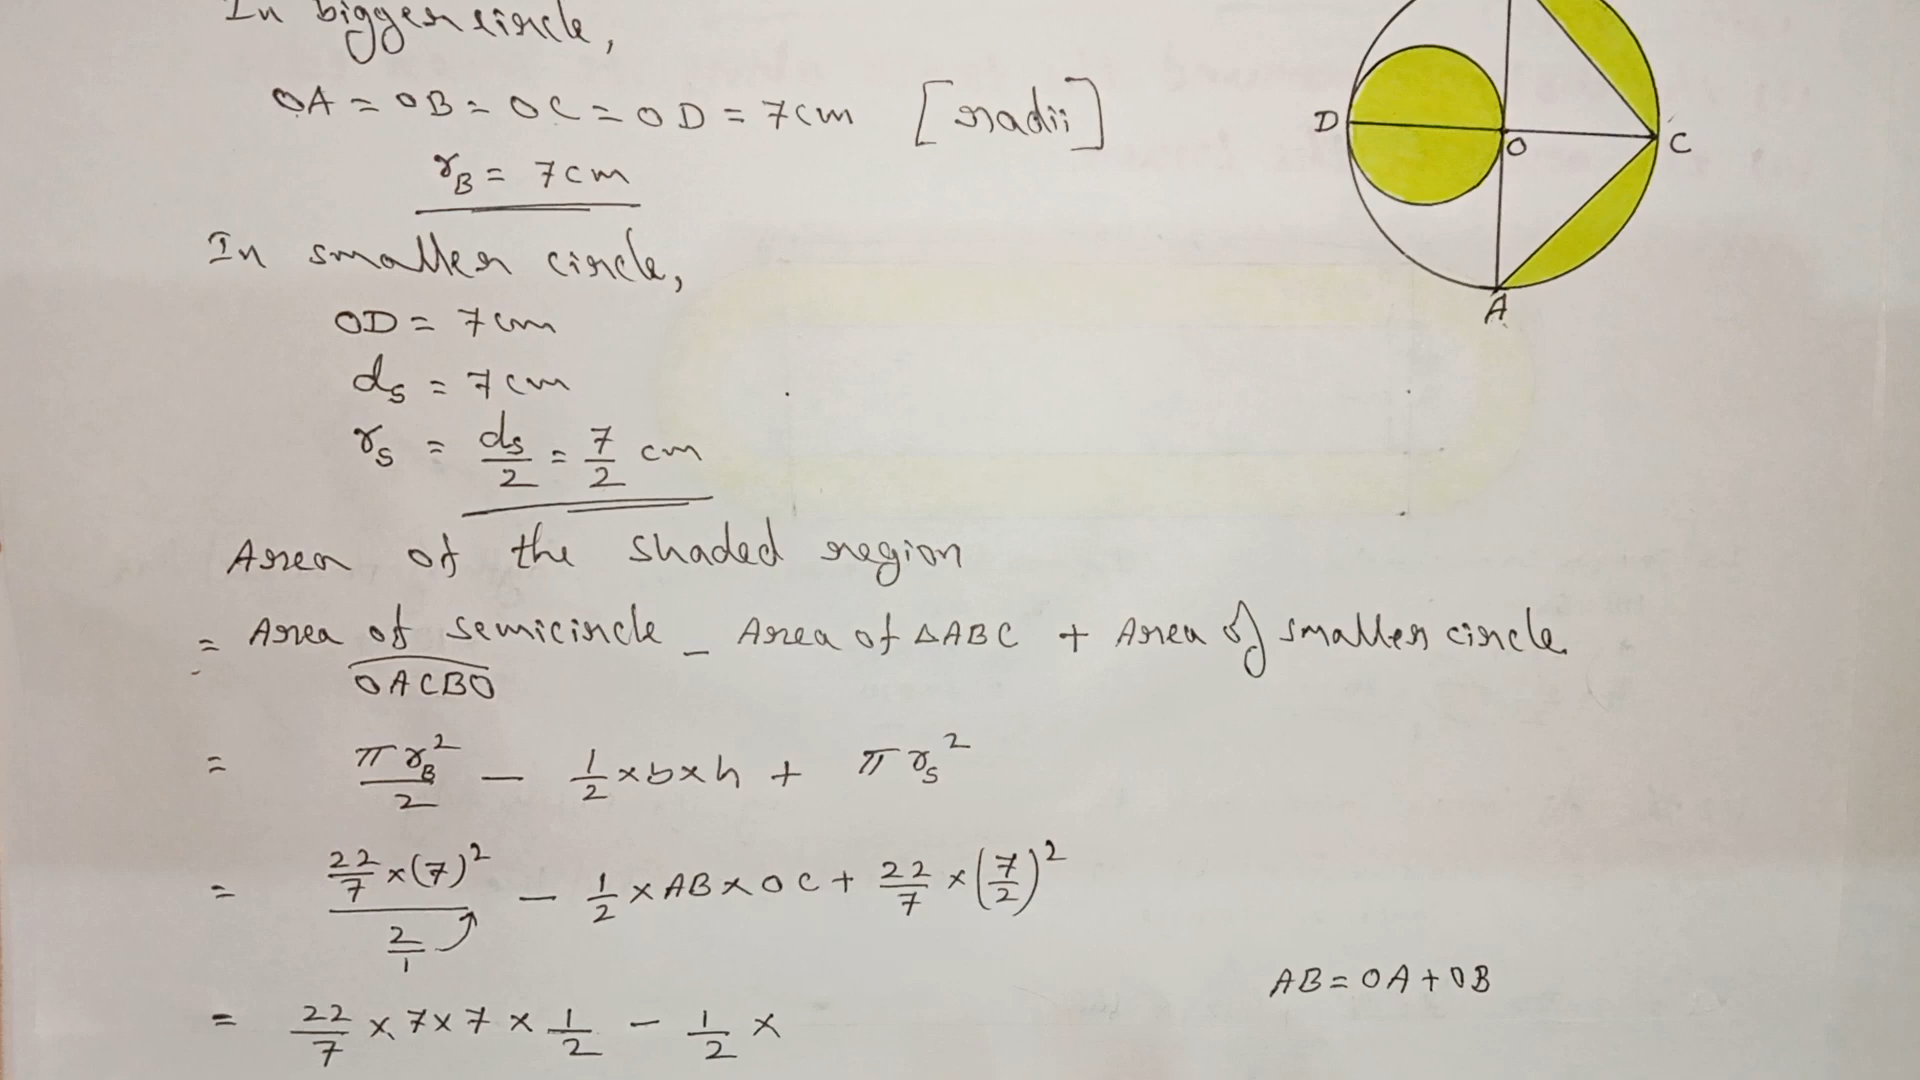 In bigger circle,
OA = OB = OC = OD = 7cm [radii]
r_B = 7cm
In smaller circle,
OD = 7cm
d_s = 7cm
r_s = d_s/2 = 7/2 cm
Area of the shaded region
= Area of semicircle - Area of △ABC + Area of smaller circle.
OACBO
= πr_B²/2 - 1/2 × b × h + πr_s²
= 22/7 × (7)² / 2/1 - 1/2 × AB × OC + 22/7 × (7/2)²
AB = OA + OB
= 22/7 × 7 × 7 × 1/2 - 1/2 ×
D
O
C
A